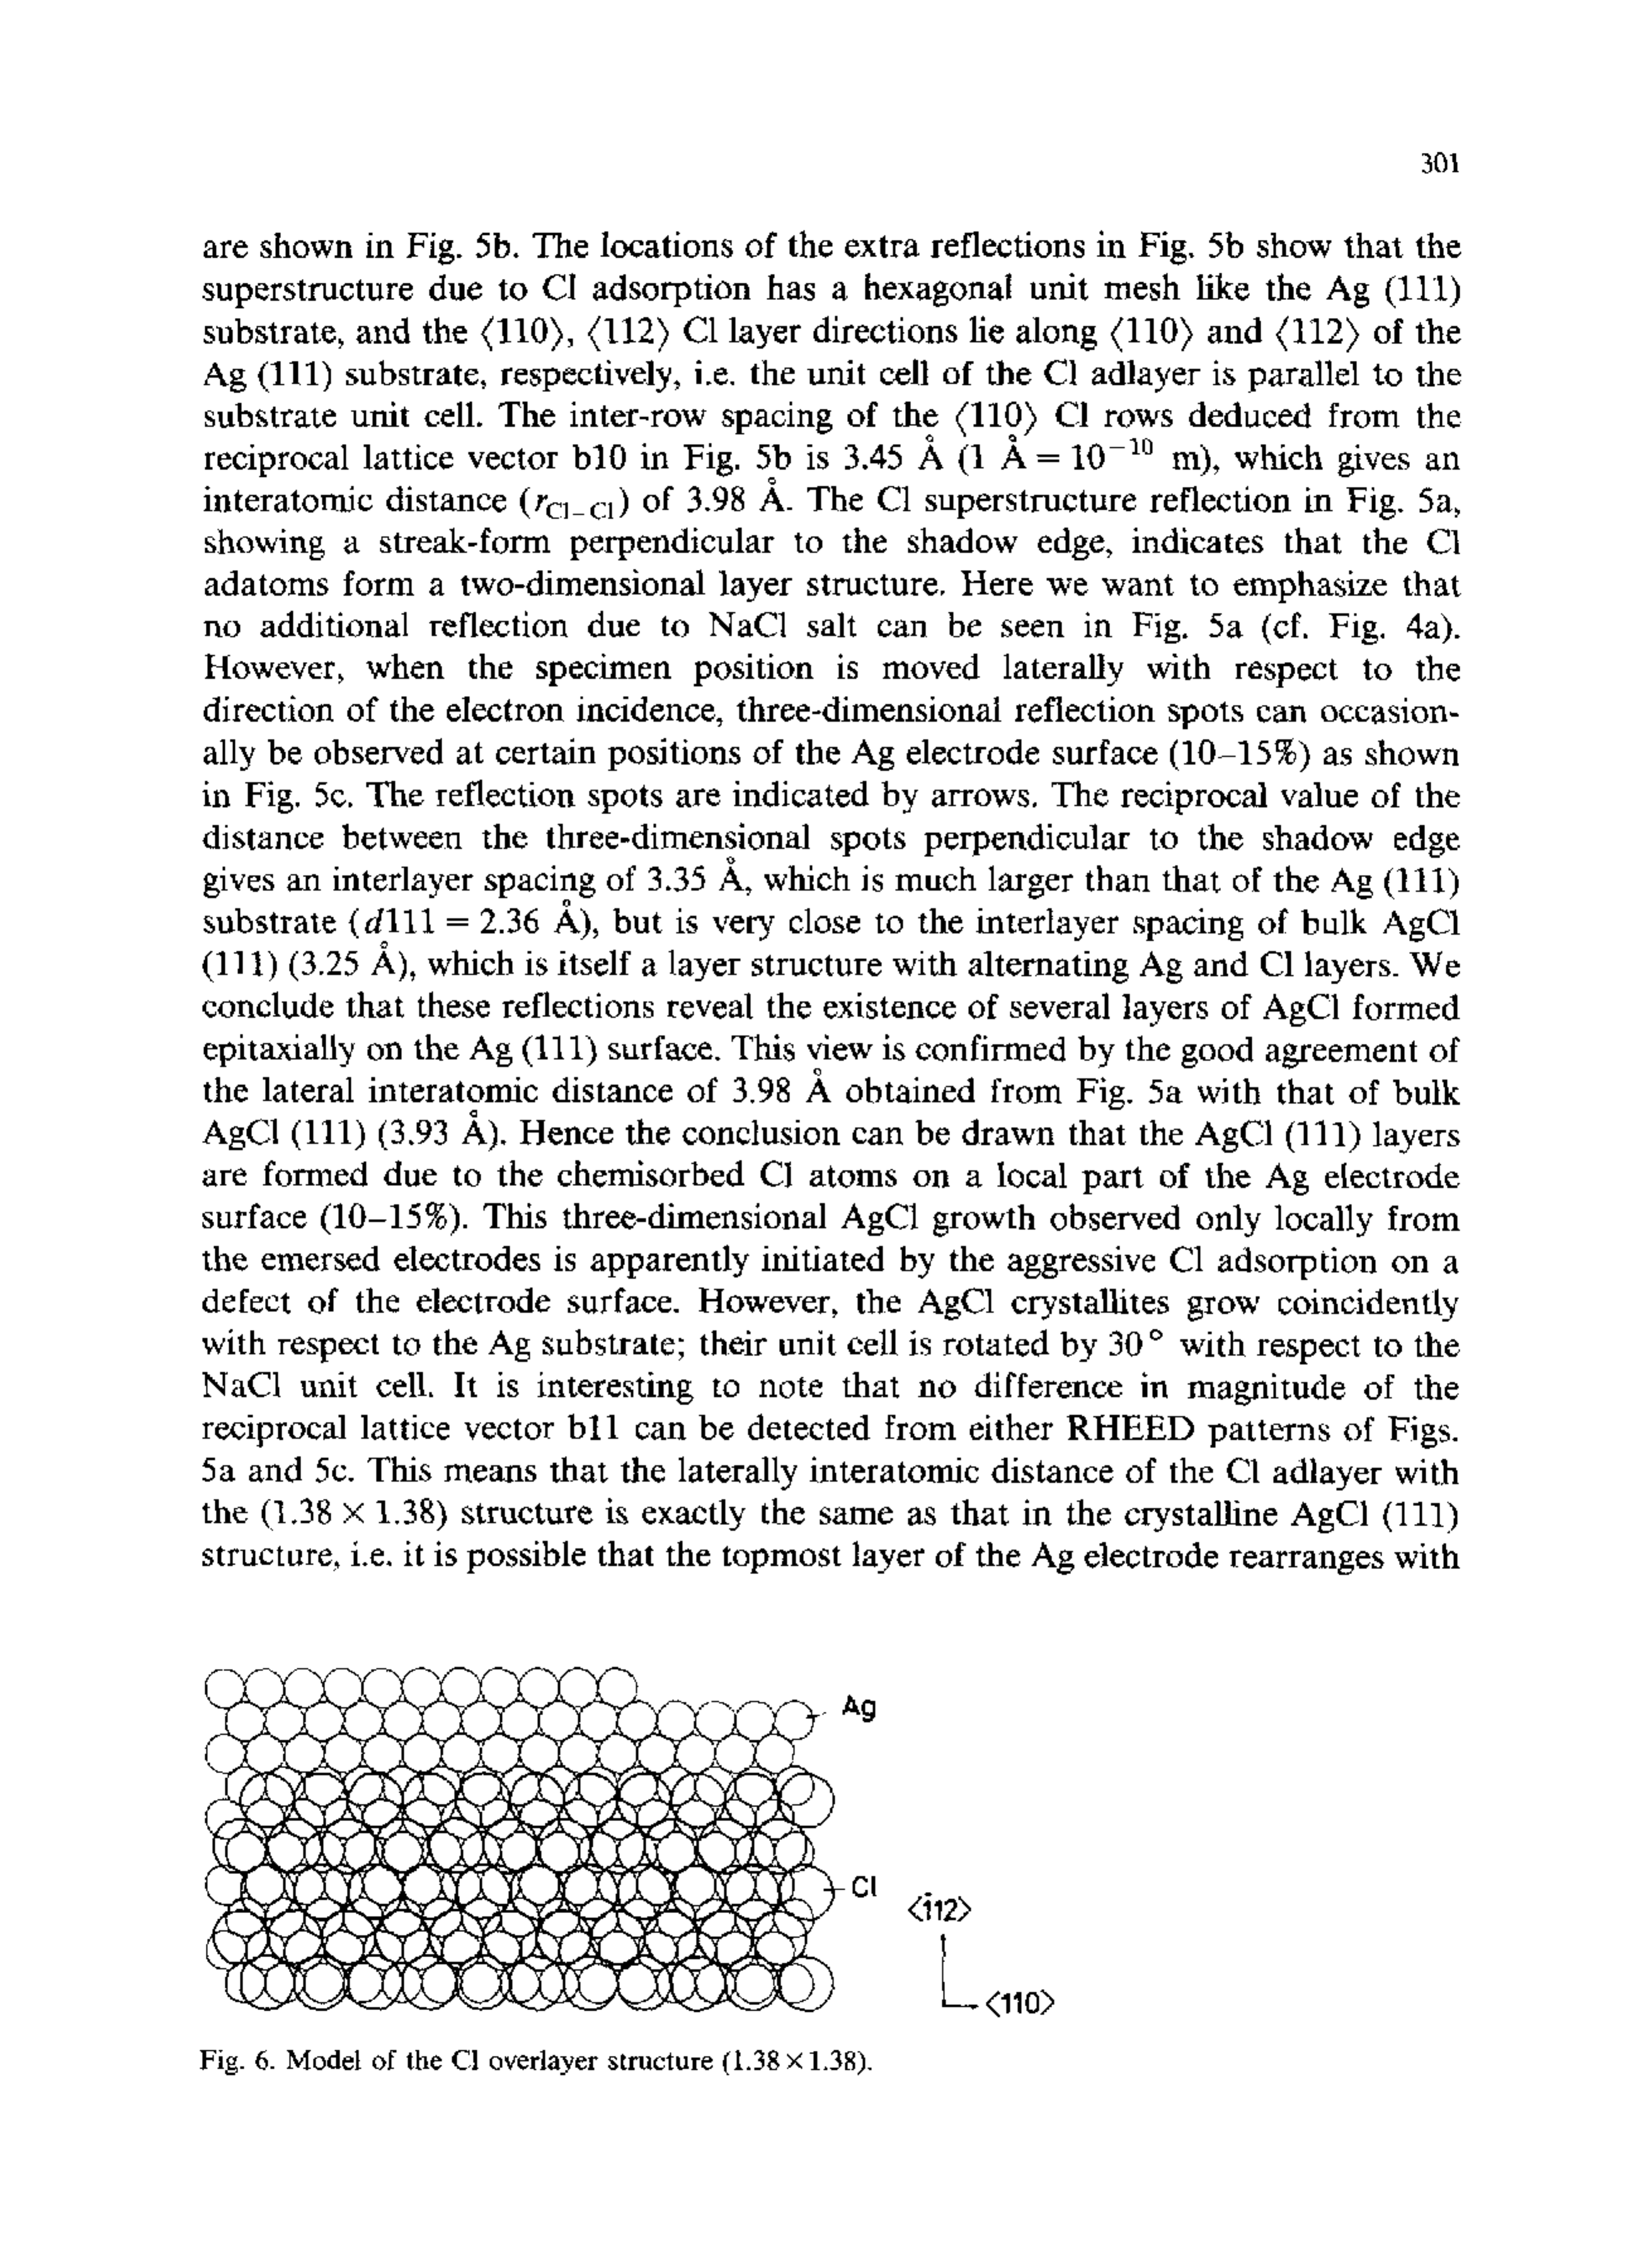 301
are shown in Fig. 5b. The locations of the extra reflections in Fig. 5b show that the
superstructure due to Cl adsorption has a hexagonal unit mesh like the Ag (111)
substrate, and the ⟨110⟩, ⟨112⟩ Cl layer directions lie along ⟨110⟩ and ⟨112⟩ of the
Ag (111) substrate, respectively, i.e. the unit cell of the Cl adlayer is parallel to the
substrate unit cell. The inter-row spacing of the ⟨110⟩ Cl rows deduced from the
reciprocal lattice vector b10 in Fig. 5b is 3.45 Å (1 Å = 10⁻¹⁰ m), which gives an
interatomic distance (r_Cl–Cl) of 3.98 Å. The Cl superstructure reflection in Fig. 5a,
showing a streak-form perpendicular to the shadow edge, indicates that the Cl
adatoms form a two-dimensional layer structure. Here we want to emphasize that
no additional reflection due to NaCl salt can be seen in Fig. 5a (cf. Fig. 4a).
However, when the specimen position is moved laterally with respect to the
direction of the electron incidence, three-dimensional reflection spots can occasion-
ally be observed at certain positions of the Ag electrode surface (10–15%) as shown
in Fig. 5c. The reflection spots are indicated by arrows. The reciprocal value of the
distance between the three-dimensional spots perpendicular to the shadow edge
gives an interlayer spacing of 3.35 Å, which is much larger than that of the Ag (111)
substrate (d111 = 2.36 Å), but is very close to the interlayer spacing of bulk AgCl
(111) (3.25 Å), which is itself a layer structure with alternating Ag and Cl layers. We
conclude that these reflections reveal the existence of several layers of AgCl formed
epitaxially on the Ag (111) surface. This view is confirmed by the good agreement of
the lateral interatomic distance of 3.98 Å obtained from Fig. 5a with that of bulk
AgCl (111) (3.93 Å). Hence the conclusion can be drawn that the AgCl (111) layers
are formed due to the chemisorbed Cl atoms on a local part of the Ag electrode
surface (10–15%). This three-dimensional AgCl growth observed only locally from
the emersed electrodes is apparently initiated by the aggressive Cl adsorption on a
defect of the electrode surface. However, the AgCl crystallites grow coincidently
with respect to the Ag substrate; their unit cell is rotated by 30° with respect to the
NaCl unit cell. It is interesting to note that no difference in magnitude of the
reciprocal lattice vector b11 can be detected from either RHEED patterns of Figs.
5a and 5c. This means that the laterally interatomic distance of the Cl adlayer with
the (1.38 × 1.38) structure is exactly the same as that in the crystalline AgCl (111)
structure, i.e. it is possible that the topmost layer of the Ag electrode rearranges with
Ag
Cl
⟨1̄12⟩
⟨110⟩
Fig. 6. Model of the Cl overlayer structure (1.38 × 1.38).